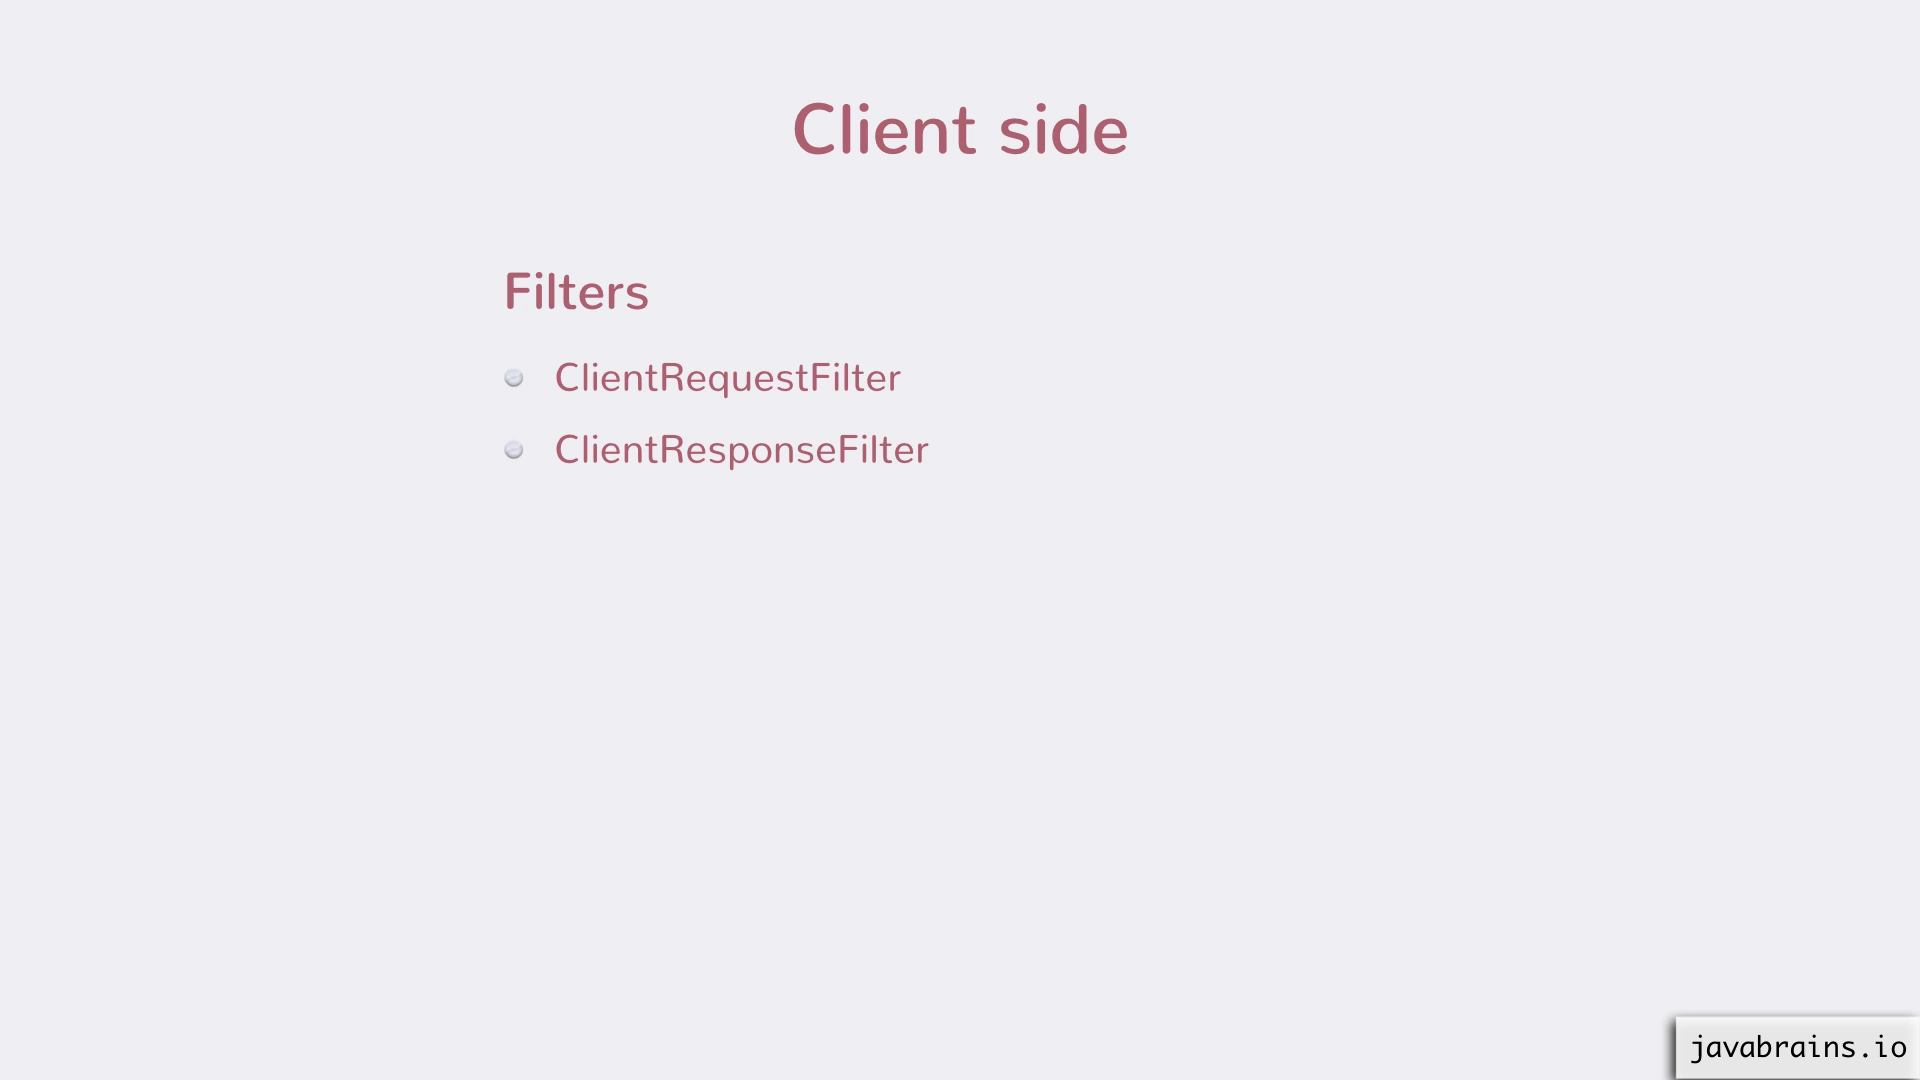 Client side
Filters
ClientRequestFilter
ClientResponseFilter
javabrains.io